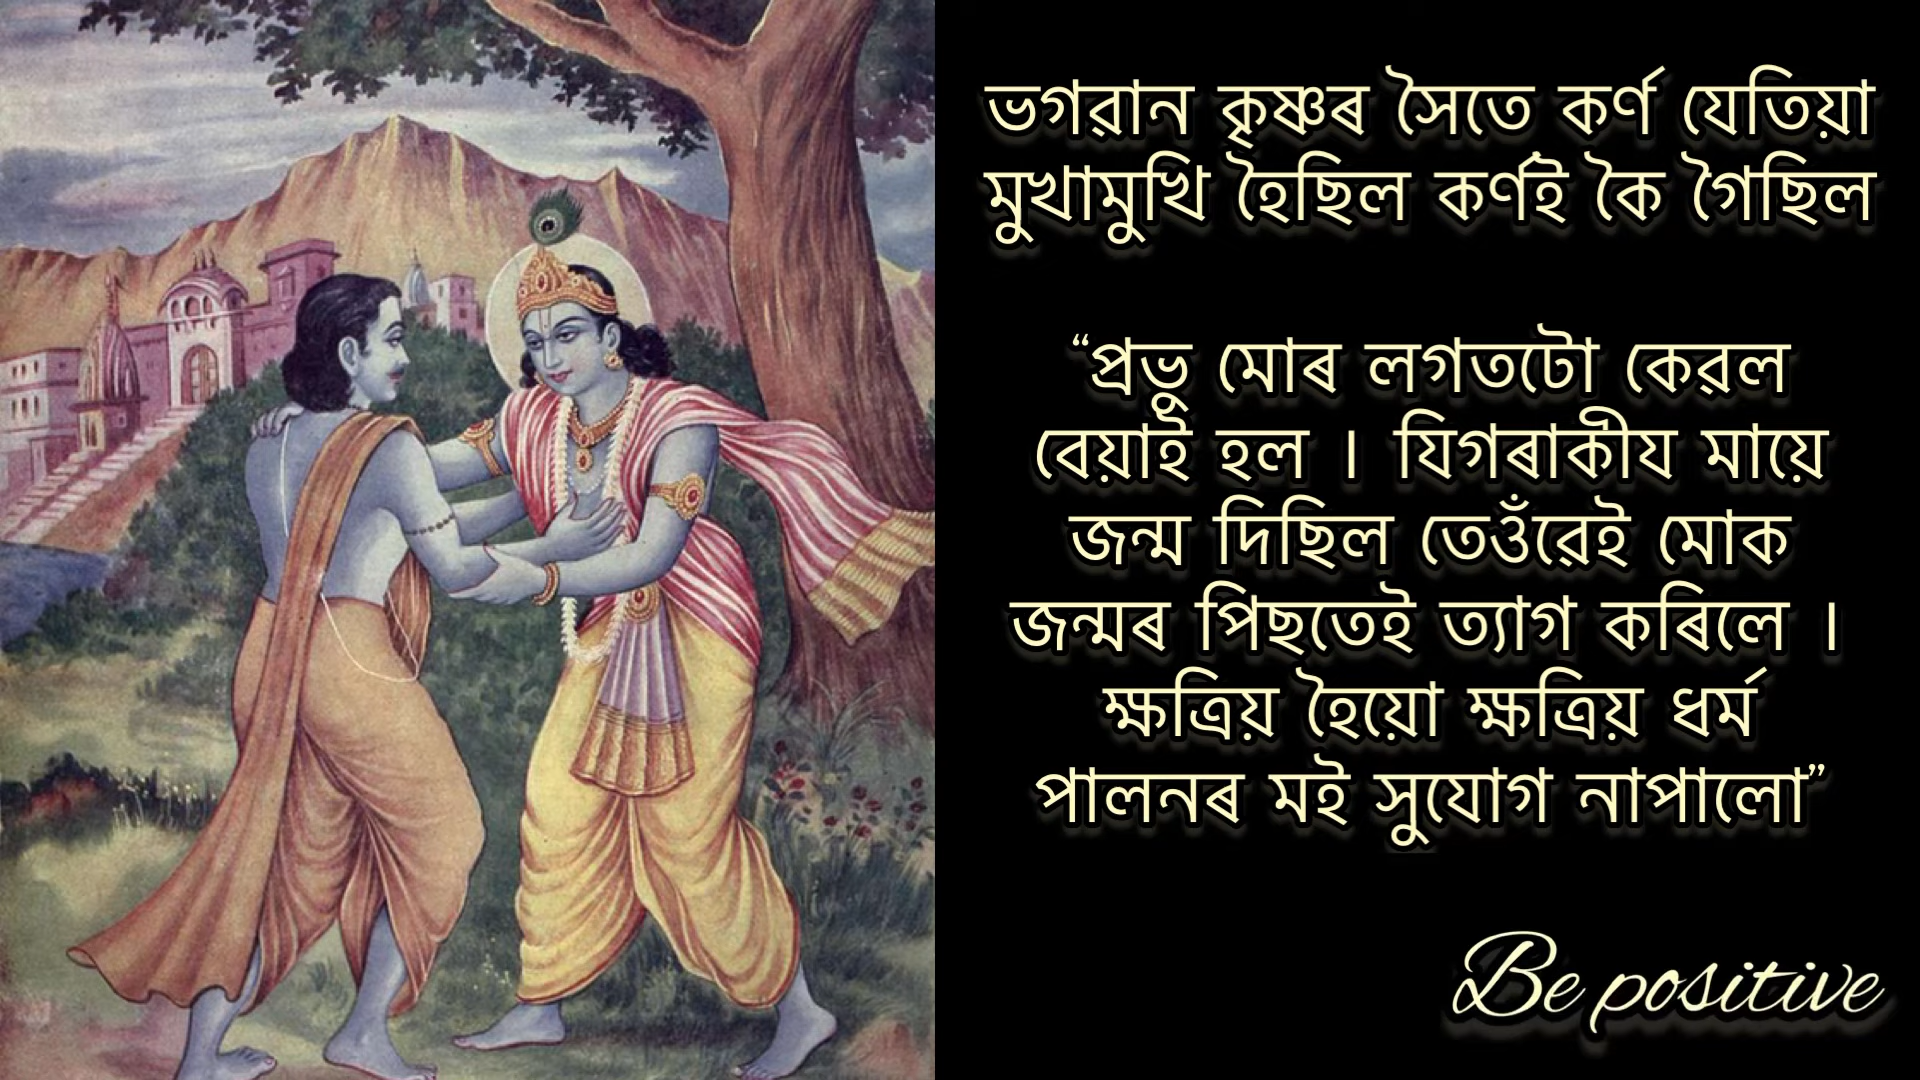 ভগৱান কৃষ্ণৰ সৈতে কৰ্ণ যেতিয়া
মুখামুখি হৈছিল কৰ্ণই কৈ গৈছিল
“প্ৰভু মোৰ লগতটো কেৱল
বেয়াই হল । যিগৰাকীয মায়ে
জন্ম দিছিল তেওঁৱেই মোক
জন্মৰ পিছতেই ত্যাগ কৰিলে ।
ক্ষত্ৰিয় হৈয়ো ক্ষত্ৰিয় ধৰ্ম
পালনৰ মই সুযোগ নাপালো”
Be positive